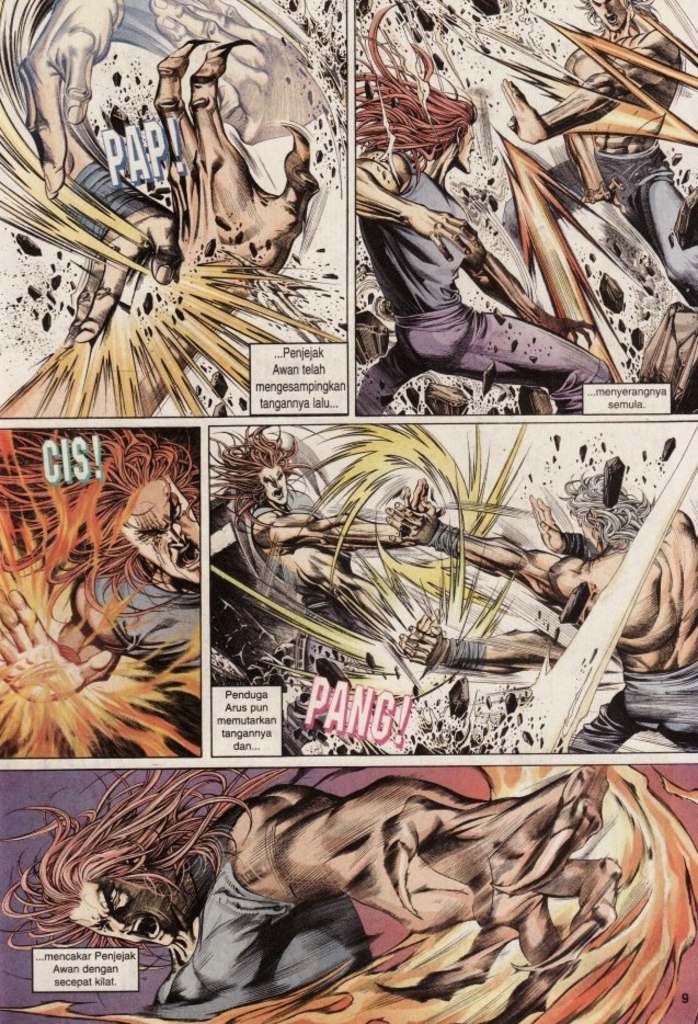 PAP!
...Penjejak
Awan telah
mengesampingkan
tangannya lalu...
...menyerangnya
semula.
CIS!
Penduga
Arus pun
memutarkan
tangannya
dan...
PANG!
...mencakar Penjejak
Awan dengan
secepat kilat.
9